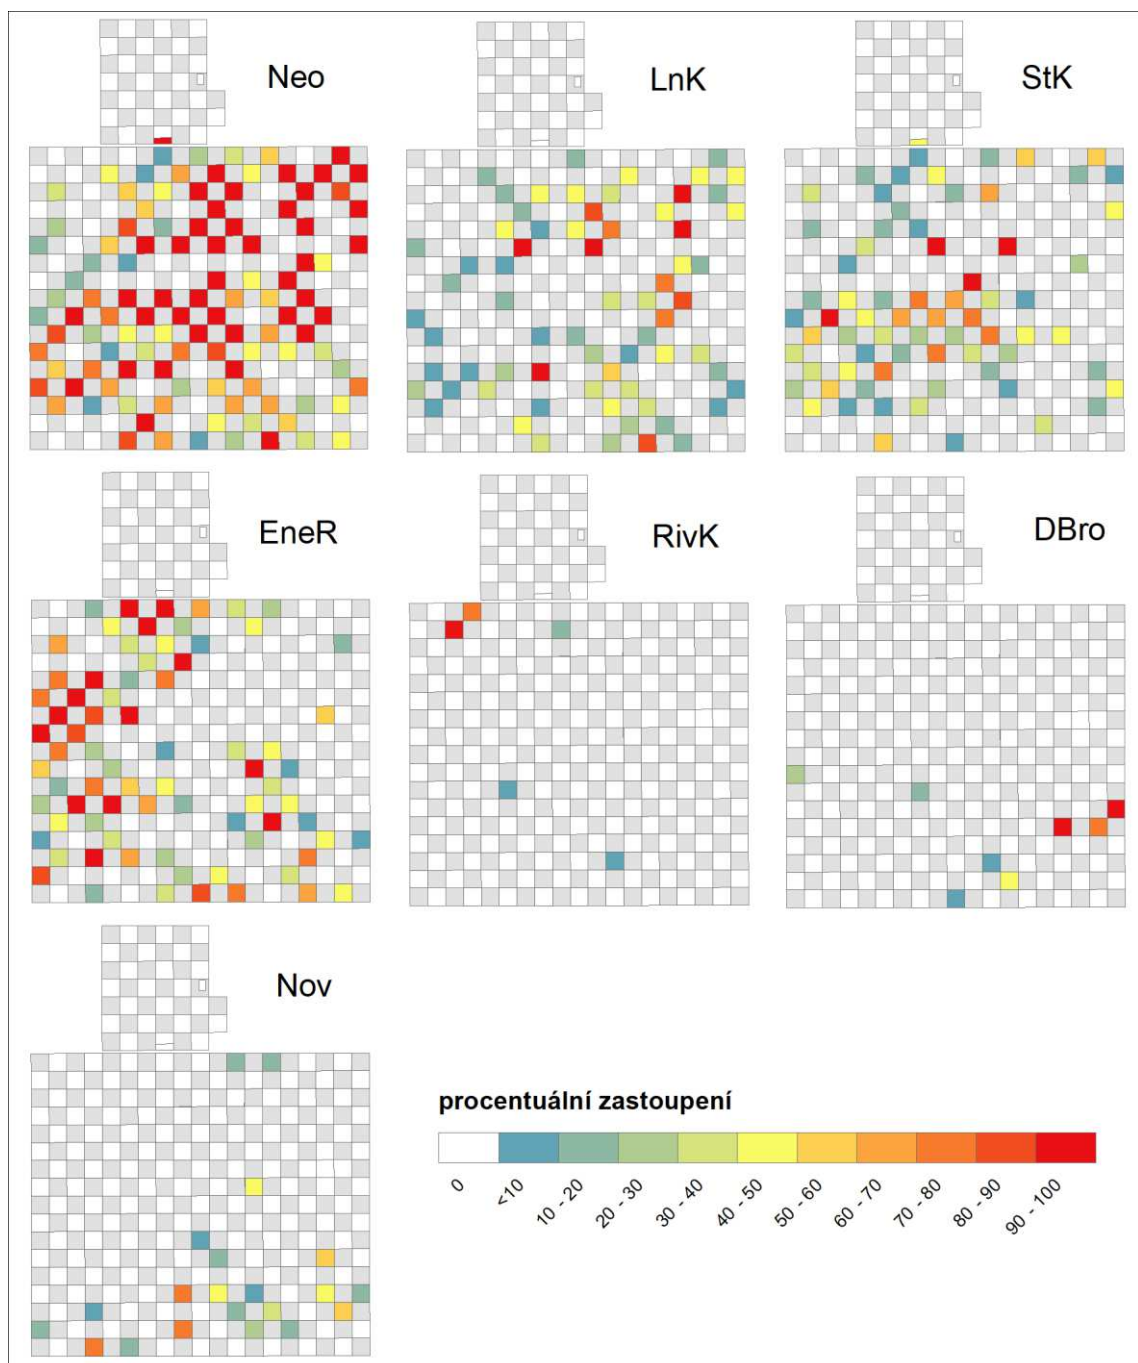 Neo
LnK
StK
EneR
RivK
DBro
Nov
procentuální zastoupení
0
<10
10 - 20
20 - 30
30 - 40
40 - 50
50 - 60
60 - 70
70 - 80
80 - 90
90 - 100